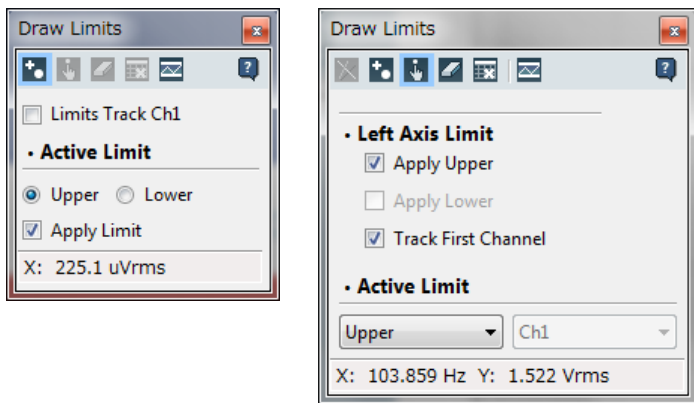 Draw Limits
Limits Track Ch1
• Active Limit
Upper Lower
Apply Limit
X: 225.1 uVrms
Draw Limits
• Left Axis Limit
Apply Upper
Apply Lower
Track First Channel
• Active Limit
Upper Ch1
X: 103.859 Hz Y: 1.522 Vrms